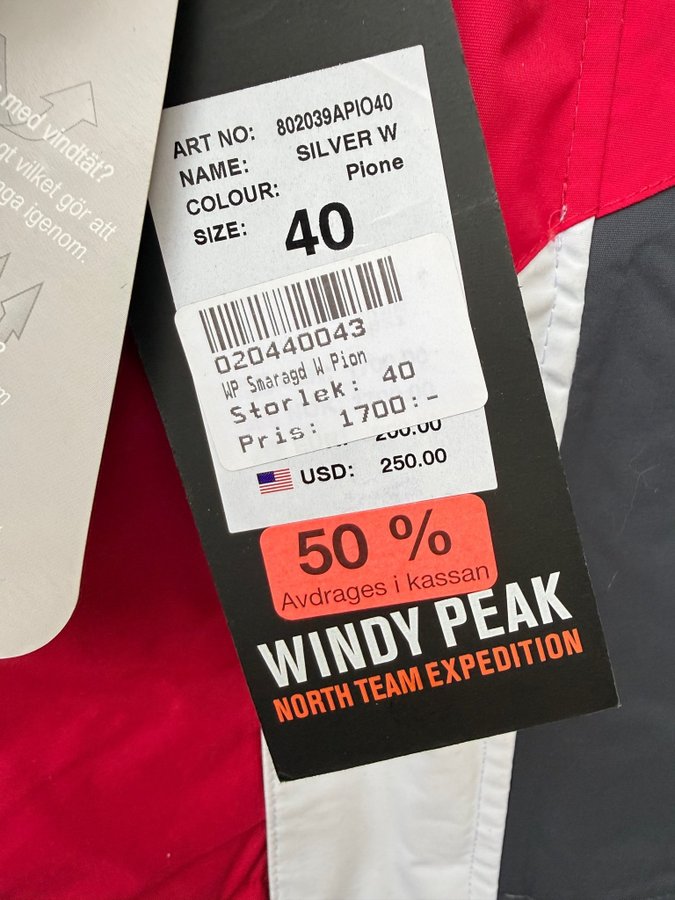 med vindtät?
gt vilket gör att
nga igenom.
ART NO: 802039APIO40
NAME: SILVER W
COLOUR: Pione
SIZE: 40
020440043
WP Smaragd W Pion
Storlek: 40
Pris: 1700:-
200.00
USD: 250.00
50 %
Avdrages i kassan
WINDY PEAK
NORTH TEAM EXPEDITION